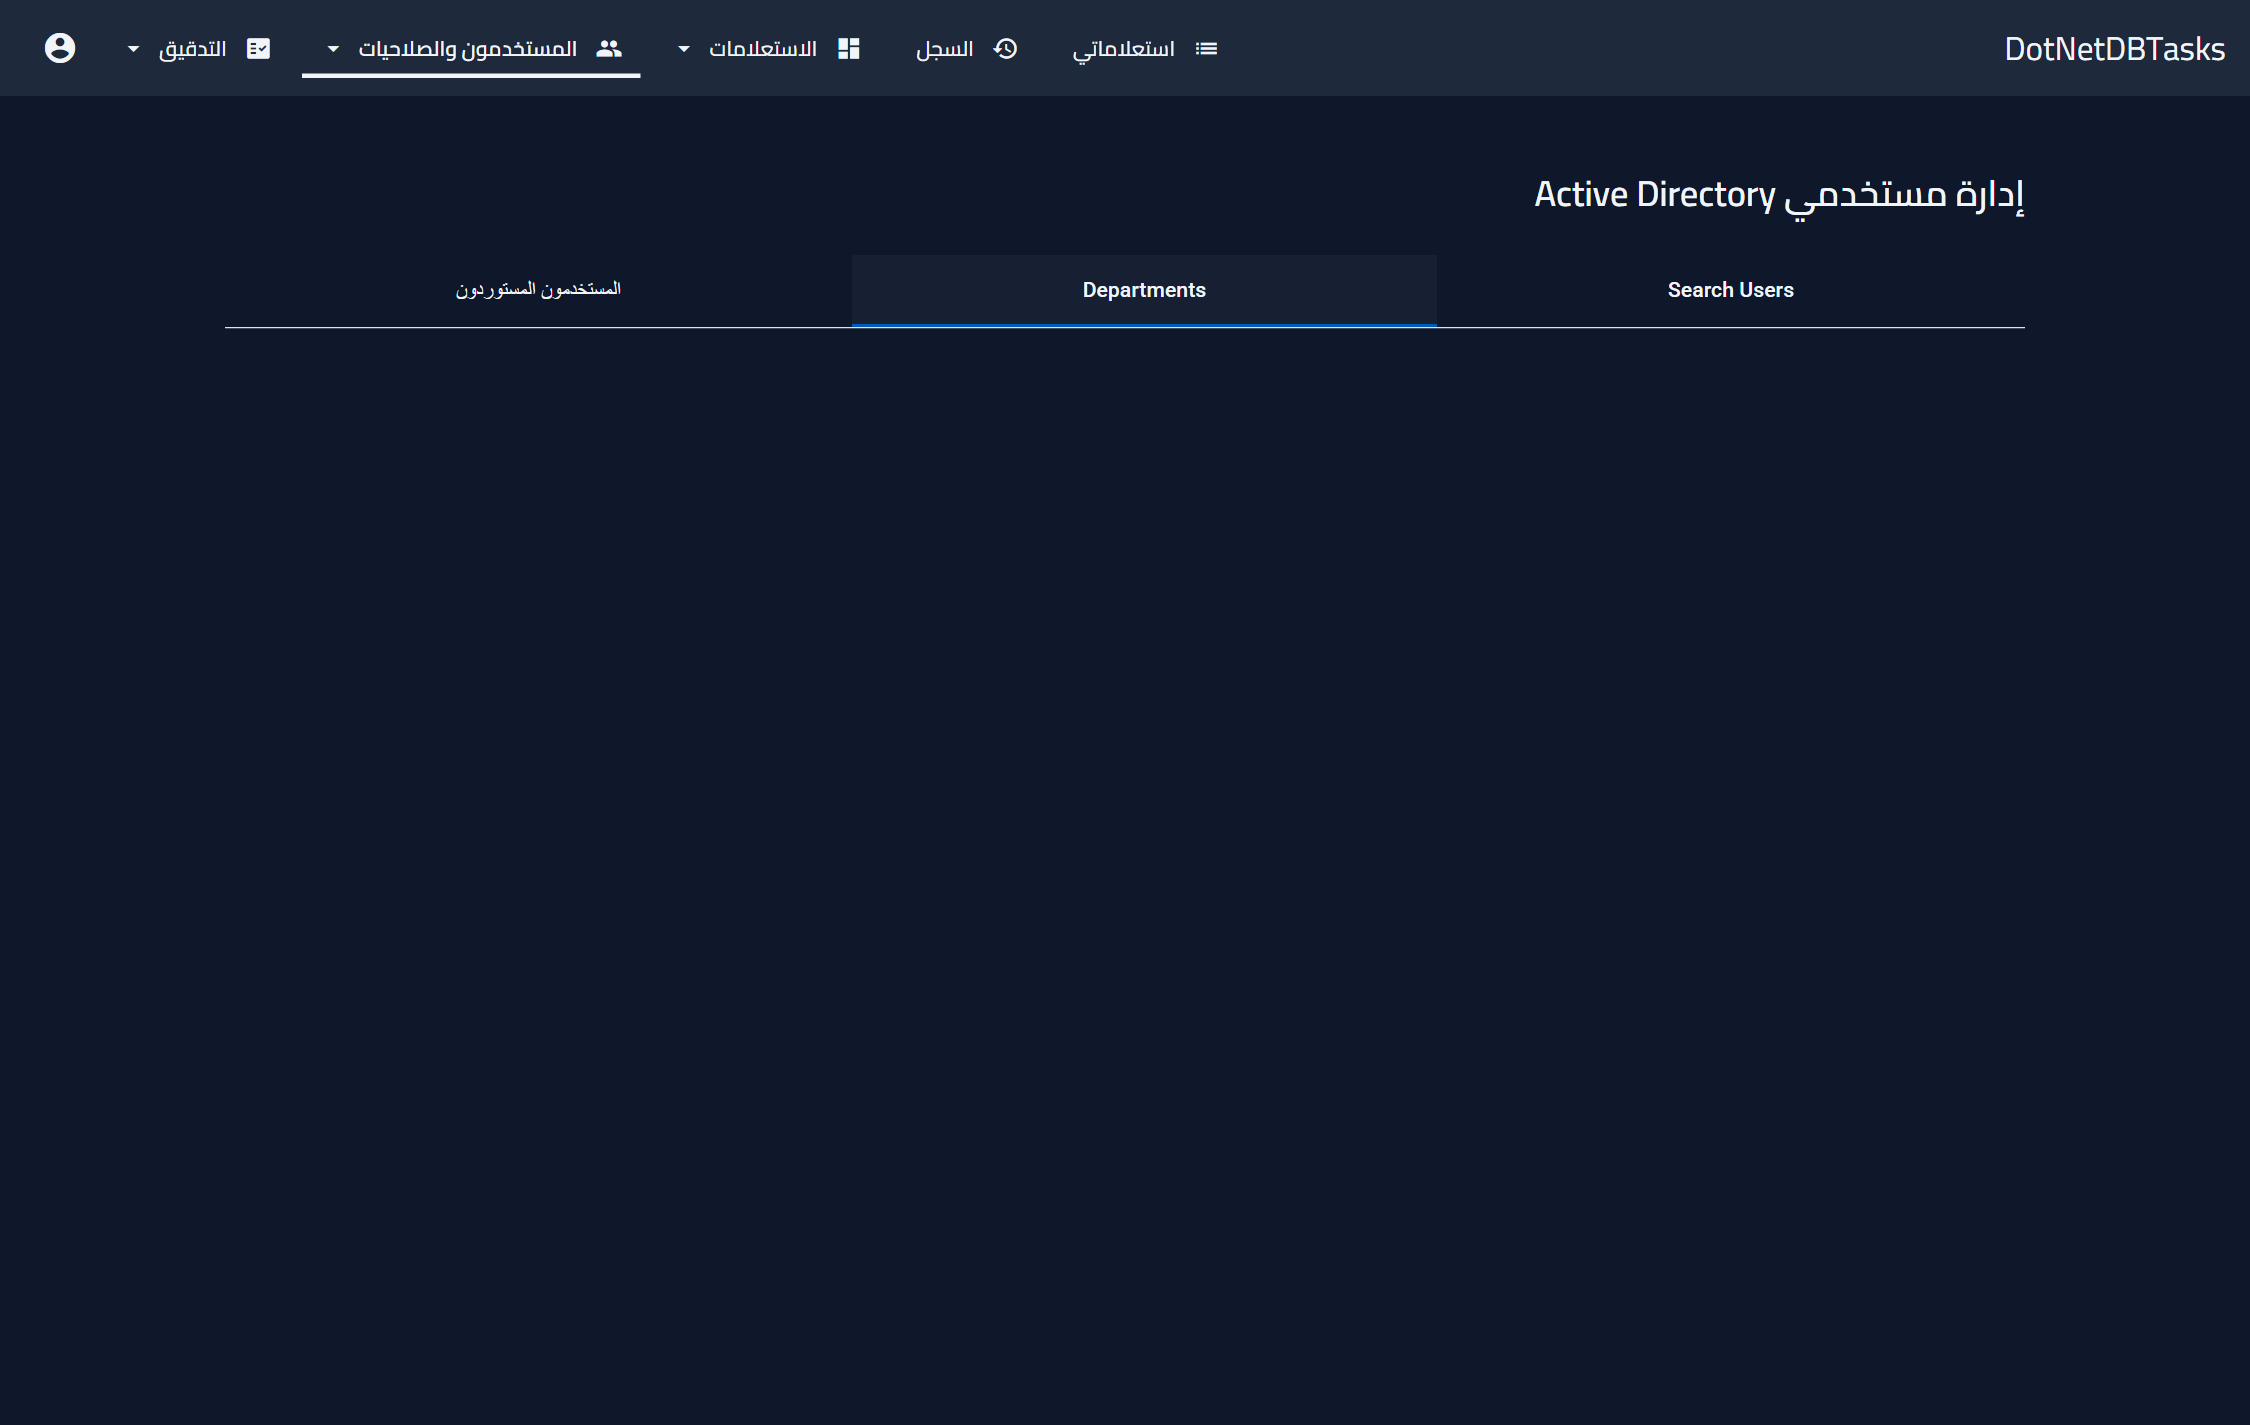 DotNetDBTasks
استعلاماتي
السجل
الاستعلامات
المستخدمون والصلاحيات
التدقيق
إدارة مستخدمي Active Directory
Search Users
Departments
المستخدمون المستوردون